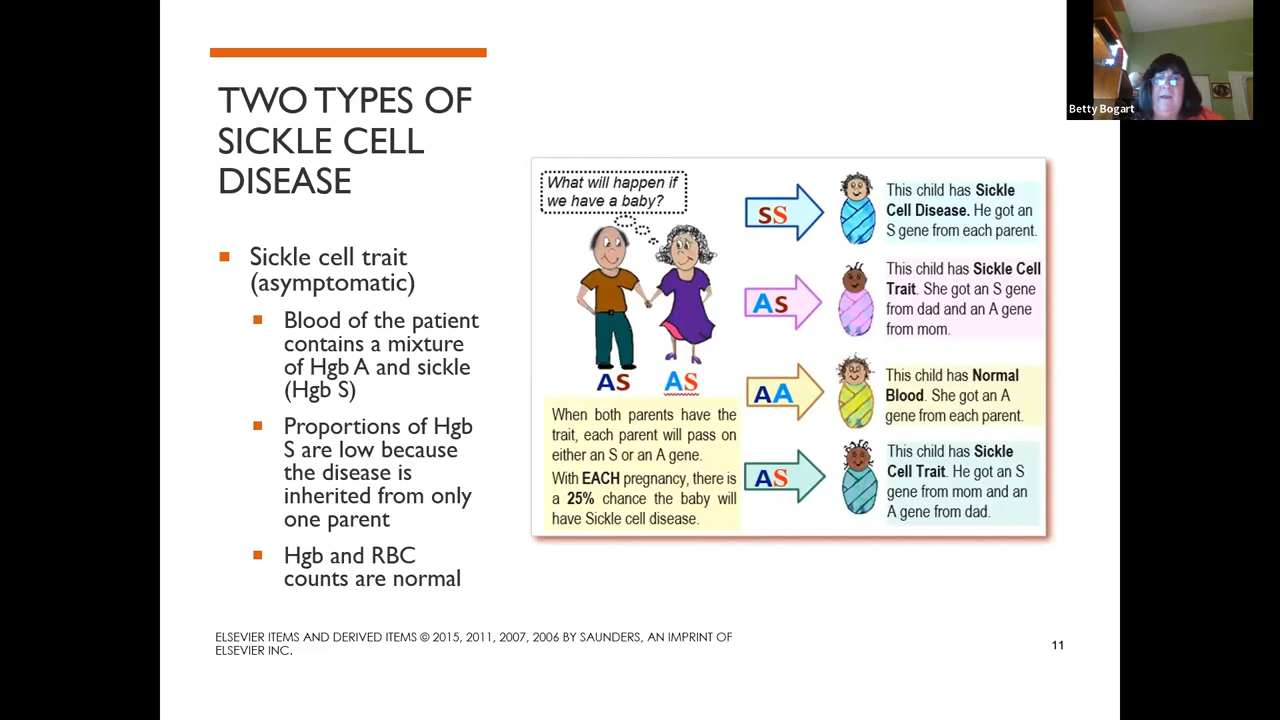 TWO TYPES OF
SICKLE CELL
DISEASE
Sickle cell trait
(asymptomatic)
Blood of the patient
contains a mixture
of Hgb A and sickle
(Hgb S)
Proportions of Hgb
S are low because
the disease is
inherited from only
one parent
Hgb and RBC
counts are normal
What will happen if
we have a baby?
AS
AS
When both parents have the
trait, each parent will pass on
either an S or an A gene.
With EACH pregnancy, there is
a 25% chance the baby will
have Sickle cell disease.
SS
This child has Sickle
Cell Disease. He got an
S gene from each parent.
AS
This child has Sickle Cell
Trait. She got an S gene
from dad and an A gene
from mom.
AA
This child has Normal
Blood. She got an A
gene from each parent.
AS
This child has Sickle
Cell Trait. He got an S
gene from mom and an
A gene from dad.
ELSEVIER ITEMS AND DERIVED ITEMS © 2015, 2011, 2007, 2006 BY SAUNDERS, AN IMPRINT OF
ELSEVIER INC.
11
Betty Bogart